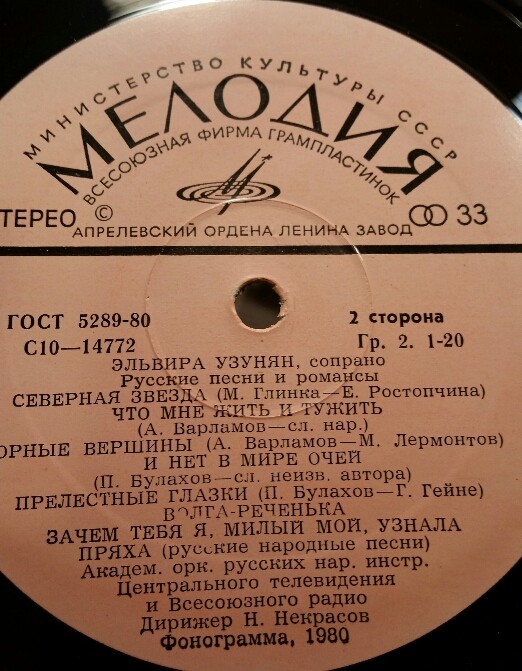 МИНИСТЕРСТВО КУЛЬТУРЫ СССР
МЕЛОДИЯ
ВСЕСОЮЗНАЯ ФИРМА ГРАМПЛАСТИНОК
ТЕРЕО © 33
АПРЕЛЕВСКИЙ ОРДЕНА ЛЕНИНА ЗАВОД
ГОСТ 5289-80 2 сторона
С10—14772 Гр. 2. 1-20
ЭЛЬВИРА УЗУНЯН, сопрано
Русские песни и романсы
СЕВЕРНАЯ ЗВЕЗДА (М. Глинка—Е. Ростопчина)
ЧТО МНЕ ЖИТЬ И ТУЖИТЬ
(А. Варламов—сл. нар.)
ОРНЫЕ ВЕРШИНЫ (А. Варламов—М. Лермонтов)
И НЕТ В МИРЕ ОЧЕЙ
(П. Булахов—сл. неизв. автора)
ПРЕЛЕСТНЫЕ ГЛАЗКИ (П. Булахов—Г. Гейне)
ВОЛГА-РЕЧЕНЬКА
ЗАЧЕМ ТЕБЯ Я, МИЛЫЙ МОЙ, УЗНАЛА
ПРЯХА (русские народные песни)
Академ. орк. русских нар. инстр.
Центрального телевидения
и Всесоюзного радио
Дирижер Н. Некрасов
Фонограмма, 1980